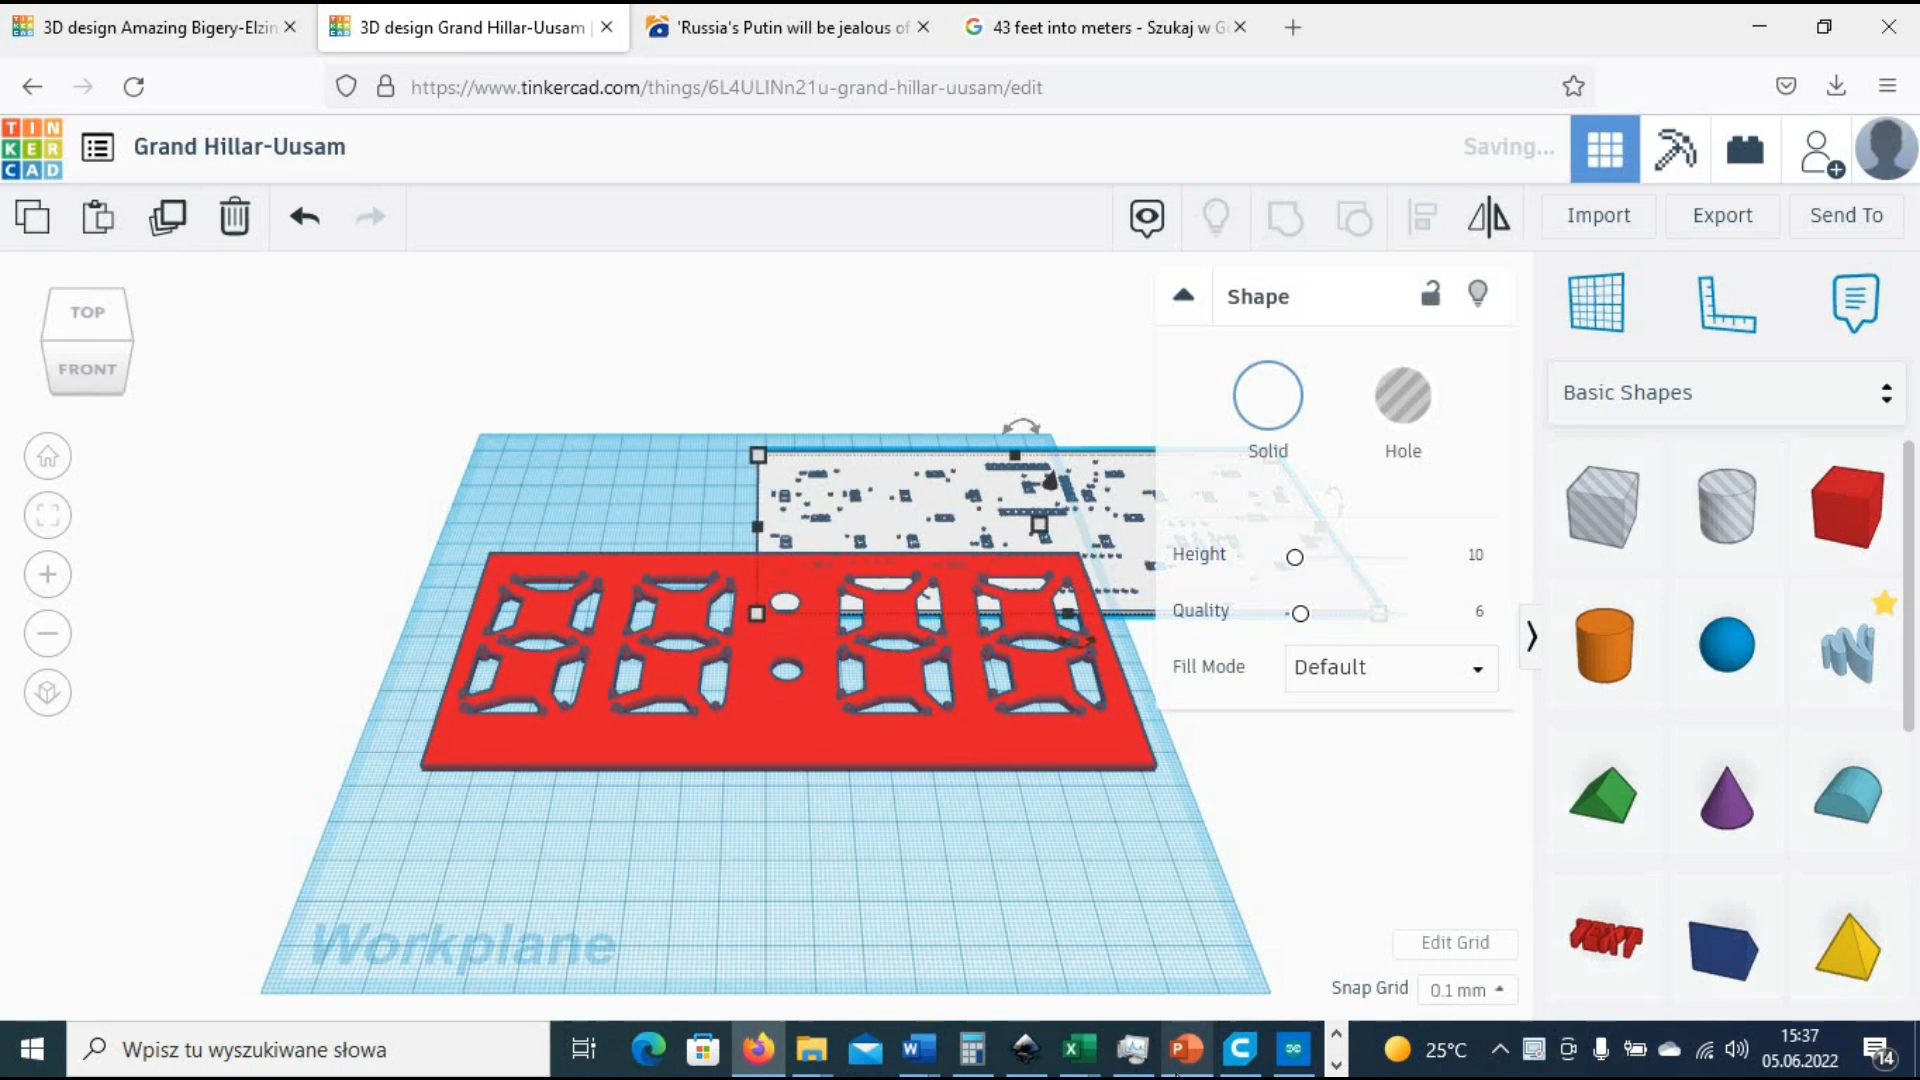 3D design Amazing Bigery-Elzin
3D design Grand Hillar-Uusam |
'Russia's Putin will be jealous of
43 feet into meters - Szukaj w G
https://www.tinkercad.com/things/6L4ULINn21u-grand-hillar-uusam/edit
TIN
KER
CAD
Grand Hillar-Uusam
Saving...
Import
Export
Send To
TOP
FRONT
Shape
Solid
Hole
Height
10
Quality
6
Fill Mode
Default
Basic Shapes
TEXT
Workplane
Edit Grid
Snap Grid
0.1 mm
Wpisz tu wyszukiwane słowa
25°C
15:37
05.06.2022
14